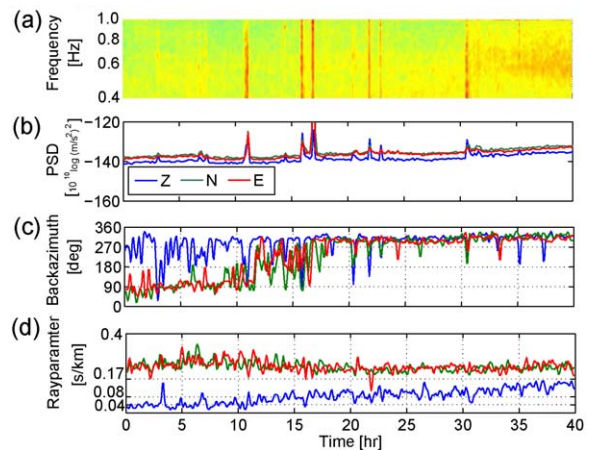 (a)
Frequency
[Hz]
1.0
0.8
0.6
0.4
(b)
PSD
[10 ¹⁰log (m/s²)²]
−120
−140
−160
Z N E
(c)
Backazimuth
[deg]
360
270
180
90
0
(d)
Rayparamter
[s/km]
0.4
0.17
0.08
0.04
0 5 10 15 20 25 30 35 40
Time [hr]